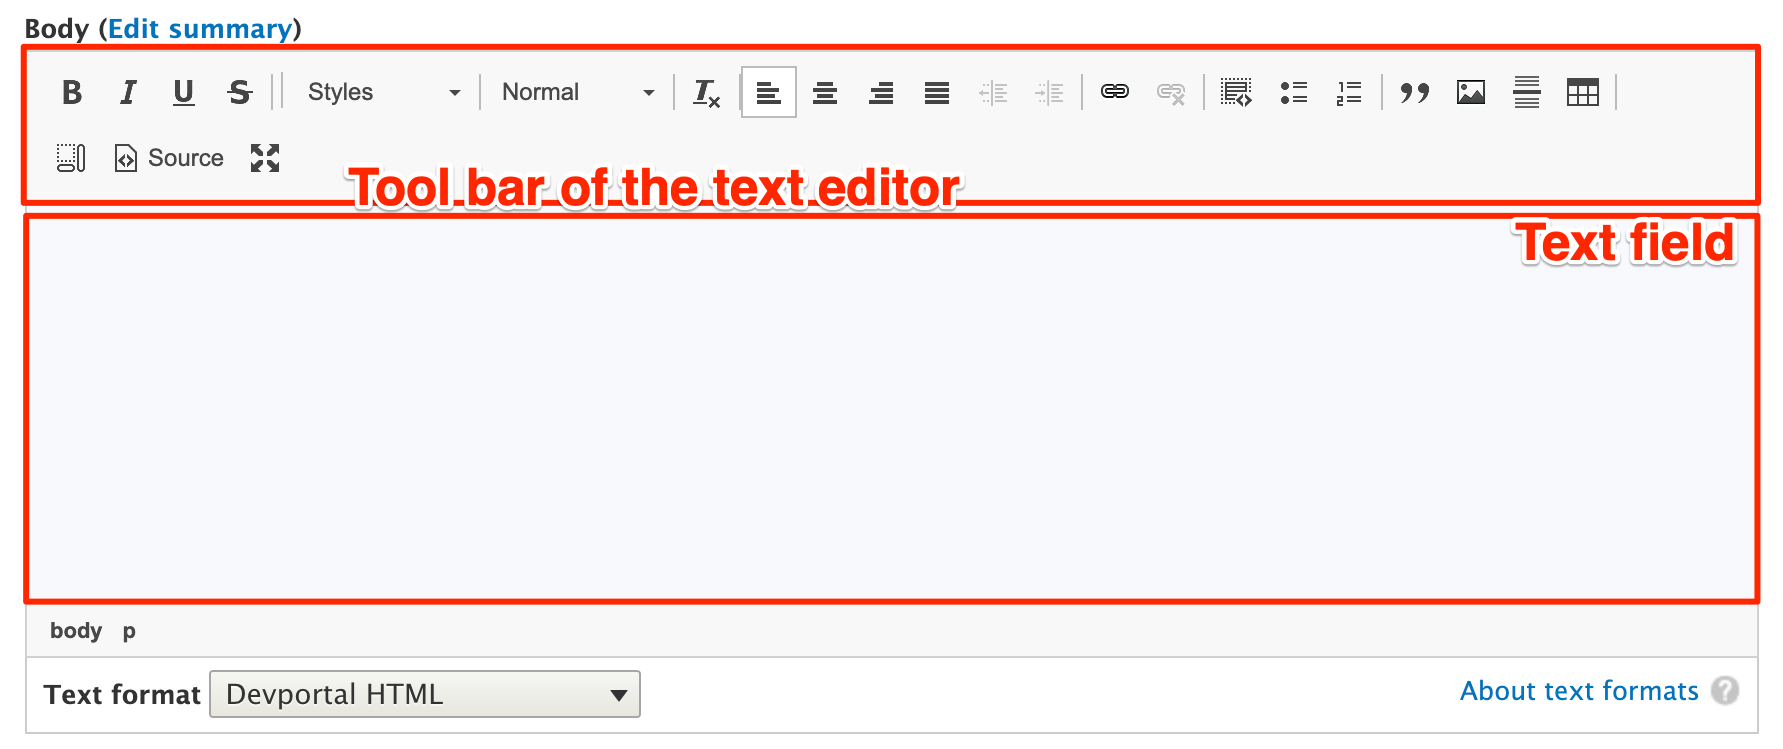 Body (Edit summary)
B I U S Styles Normal Tx
Source
Tool bar of the text editor
Text field
body p
Text format Devportal HTML
About text formats ?